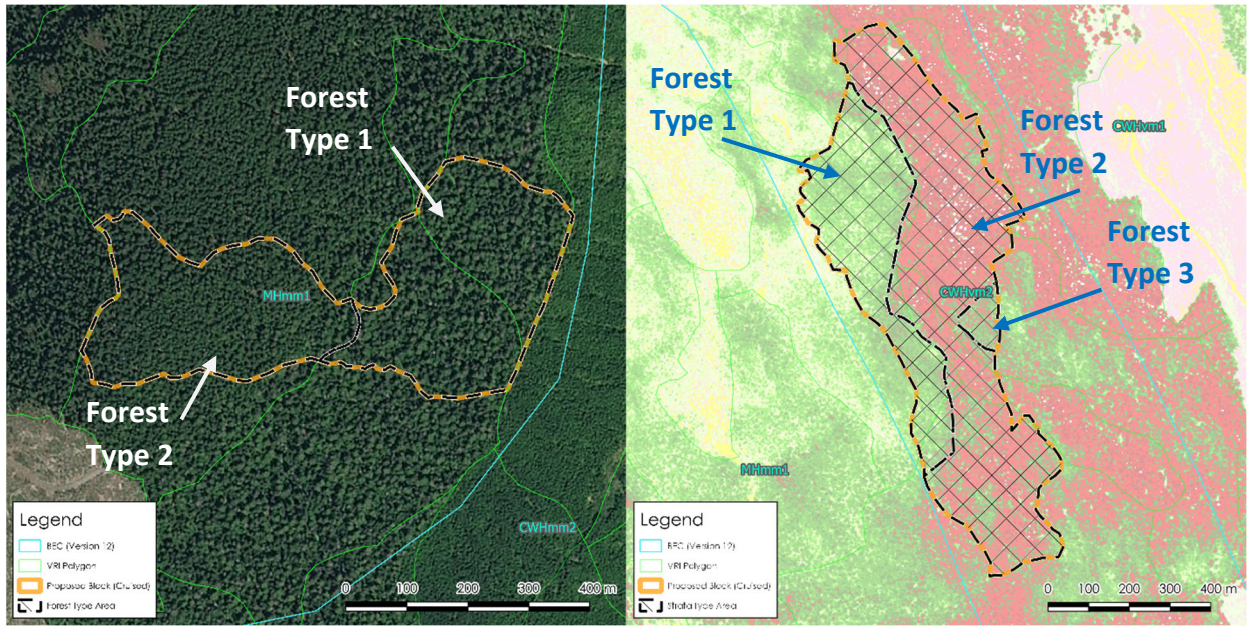 Forest
Type 1
MHmm1
Forest
Type 2
CWHmm2
Legend
BEC (Version 12)
VRI Polygon
Proposed Block (Cruised)
Forest Type Area
0 100 200 300 400 m
Forest
Type 1
CWHvm1
Forest
Type 2
Forest
Type 3
CWHvm2
MHmm1
Legend
BEC (Version 12)
VRI Polygon
Proposed Block (Cruised)
Strata Type Area
0 100 200 300 400 m